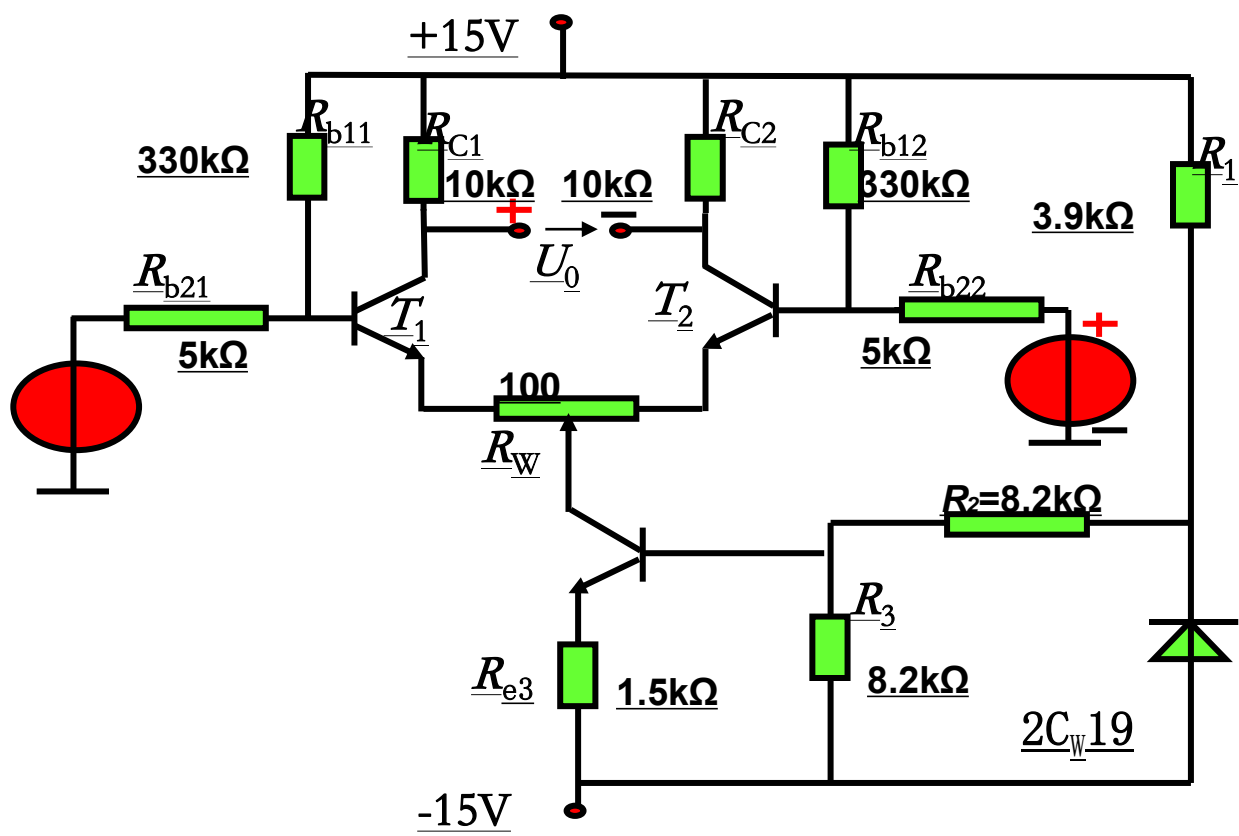 +15V
R_b11
R_C1
R_C2
R_b12
R_1
330kΩ
10kΩ
10kΩ
330kΩ
3.9kΩ
+
−
U_0
R_b21
T_1
T_2
R_b22
5kΩ
5kΩ
+
100
−
R_W
R2=8.2kΩ
R_3
R_e3
1.5kΩ
8.2kΩ
2C_W19
-15V